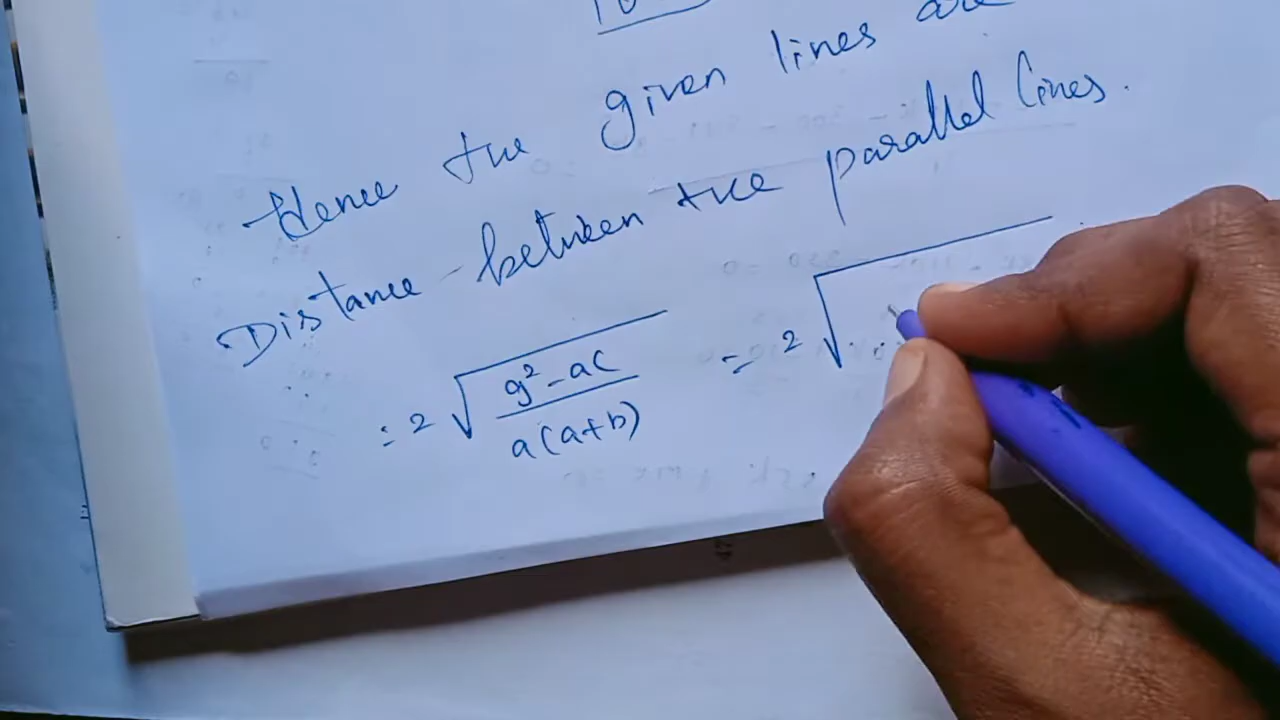 Hence the given lines are
Distance between the parallel lines.
= 2 √((g² - ac)/(a(a+b))) = 2 √